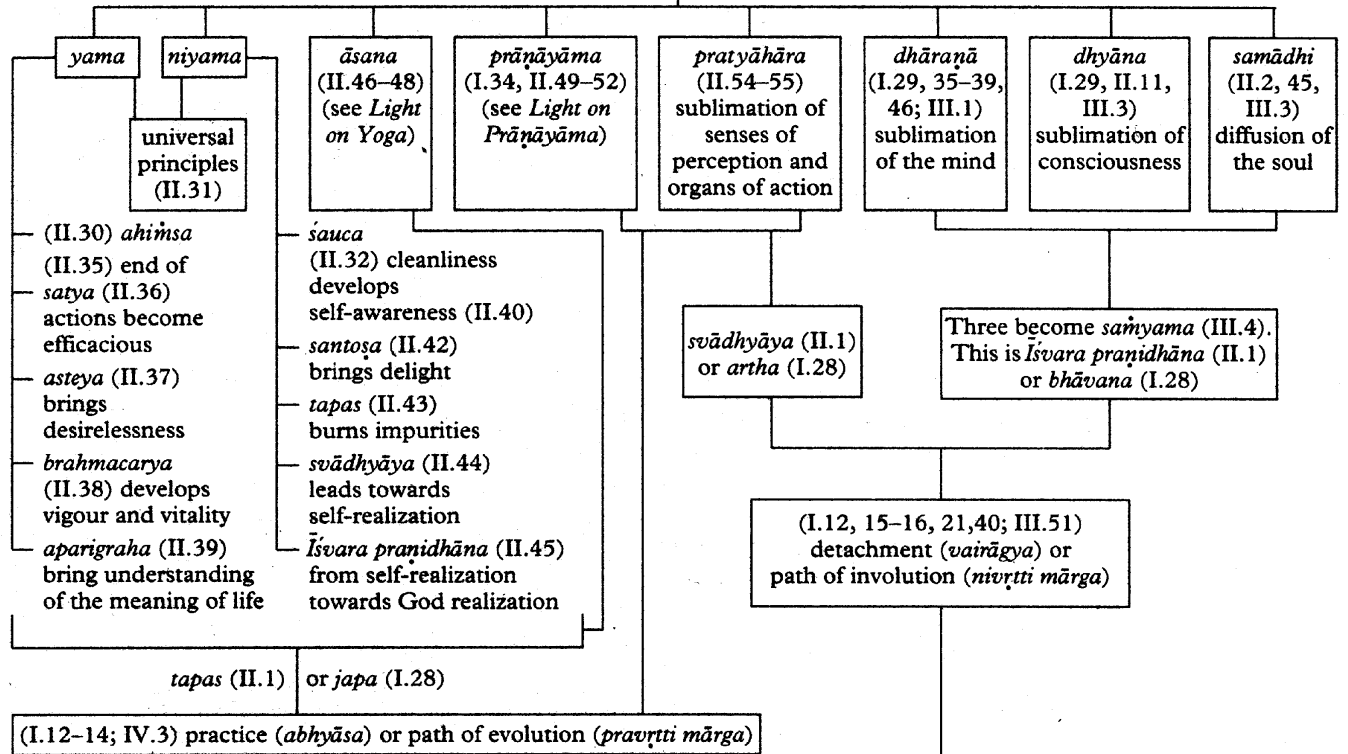 yama
niyama
universal
principles
(II.31)
āsana
(II.46–48)
(see Light
on Yoga)
prāṇāyāma
(I.34, II.49–52)
(see Light on
Prāṇāyāma)
pratyāhāra
(II.54–55)
sublimation of
senses of
perception and
organs of action
dhāraṇā
(I.29, 35–39,
46; III.1)
sublimation
of the mind
dhyāna
(I.29, II.11,
III.3)
sublimation of
consciousness
samādhi
(II.2, 45,
III.3)
diffusion of
the soul
(II.30) ahiṁsa
(II.35) end of
satya (II.36)
actions become
efficacious
asteya (II.37)
brings
desirelessness
brahmacarya
(II.38) develops
vigour and vitality
aparigraha (II.39)
bring understanding
of the meaning of life
śauca
(II.32) cleanliness
develops
self-awareness (II.40)
santoṣa (II.42)
brings delight
tapas (II.43)
burns impurities
svādhyāya (II.44)
leads towards
self-realization
Īśvara praṇidhāna (II.45)
from self-realization
towards God realization
svādhyāya (II.1)
or artha (I.28)
Three become saṁyama (III.4).
This is Īśvara praṇidhāna (II.1)
or bhāvana (I.28)
(I.12, 15–16, 21,40; III.51)
detachment (vairāgya) or
path of involution (nivṛtti mārga)
tapas (II.1) or japa (I.28)
(I.12–14; IV.3) practice (abhyāsa) or path of evolution (pravṛtti mārga)